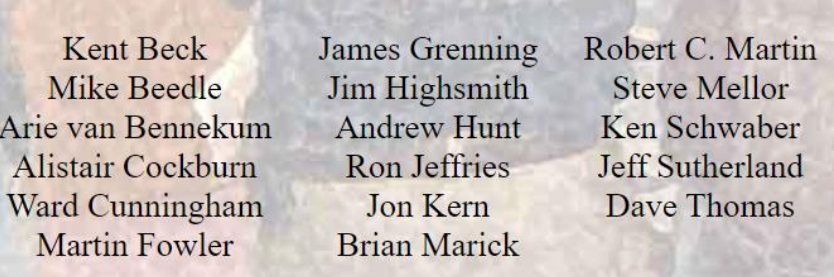 Kent Beck
Mike Beedle
Arie van Bennekum
Alistair Cockburn
Ward Cunningham
Martin Fowler
James Grenning
Jim Highsmith
Andrew Hunt
Ron Jeffries
Jon Kern
Brian Marick
Robert C. Martin
Steve Mellor
Ken Schwaber
Jeff Sutherland
Dave Thomas